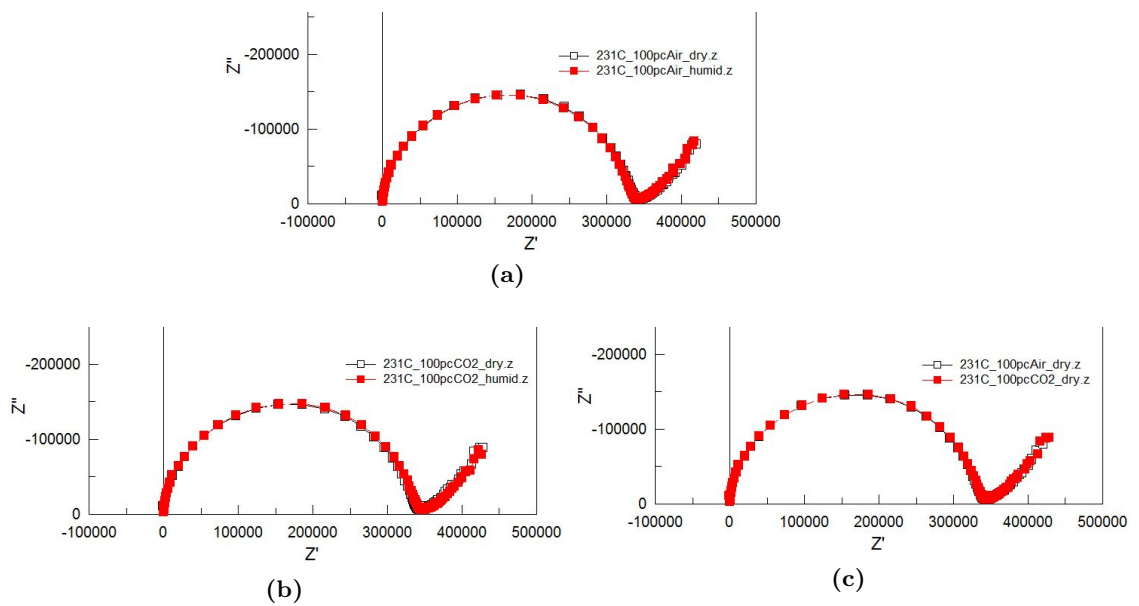 231C_100pcAir_dry.z
231C_100pcAir_humid.z
Z''
-200000
-100000
0
-100000 0 100000 200000 300000 400000 500000
Z'
(a)
231C_100pcCO2_dry.z
231C_100pcCO2_humid.z
Z''
-200000
-100000
0
-100000 0 100000 200000 300000 400000 500000
Z'
(b)
231C_100pcAir_dry.z
231C_100pcCO2_dry.z
Z''
-200000
-100000
0
-100000 0 100000 200000 300000 400000 500000
Z'
(c)